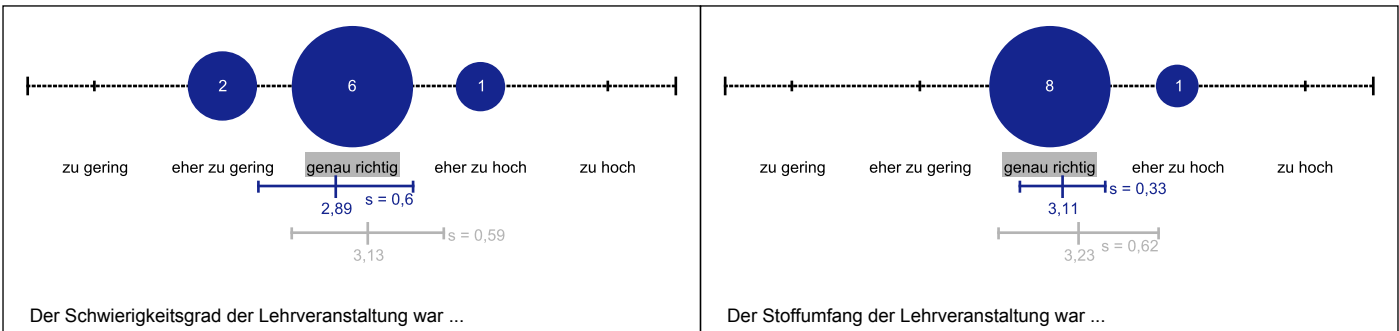 2
6
1
zu gering
eher zu gering
genau richtig
eher zu hoch
zu hoch
s = 0,6
2,89
s = 0,59
3,13
Der Schwierigkeitsgrad der Lehrveranstaltung war ...
8
1
zu gering
eher zu gering
genau richtig
eher zu hoch
zu hoch
s = 0,33
3,11
s = 0,62
3,23
Der Stoffumfang der Lehrveranstaltung war ...